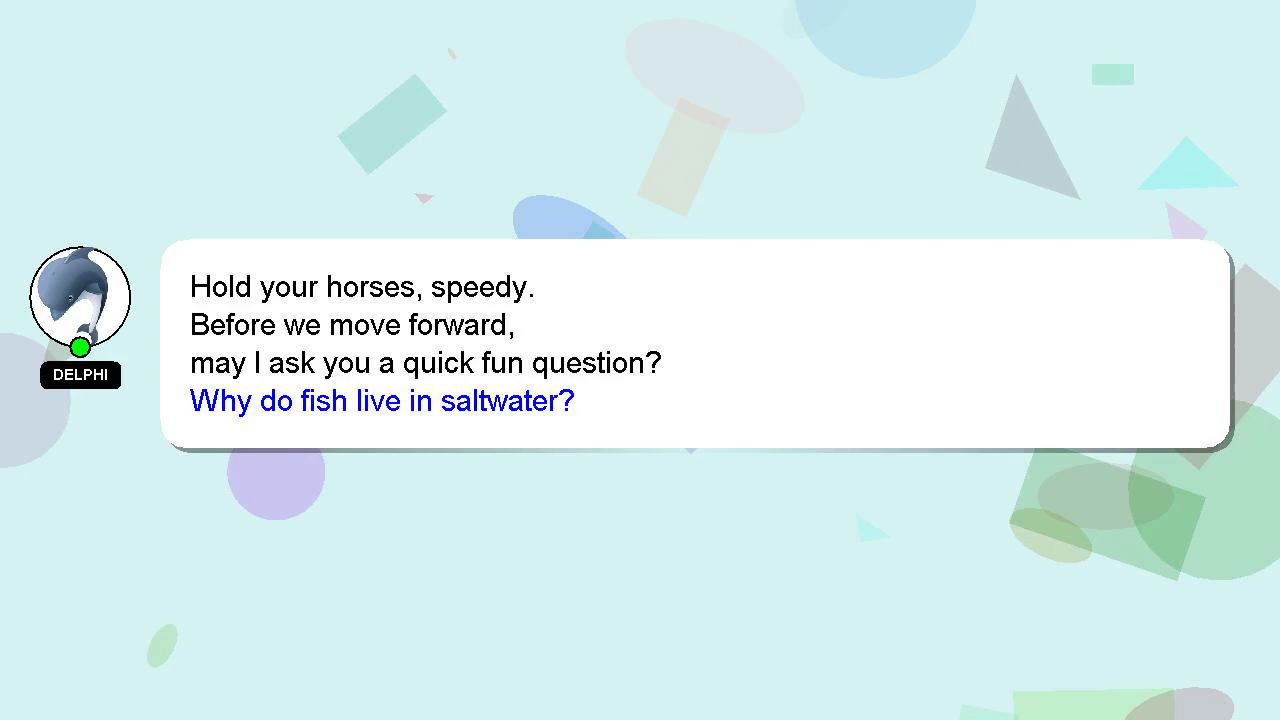 Hold your horses, speedy.
Before we move forward,
may I ask you a quick fun question?
Why do fish live in saltwater?
DELPHI